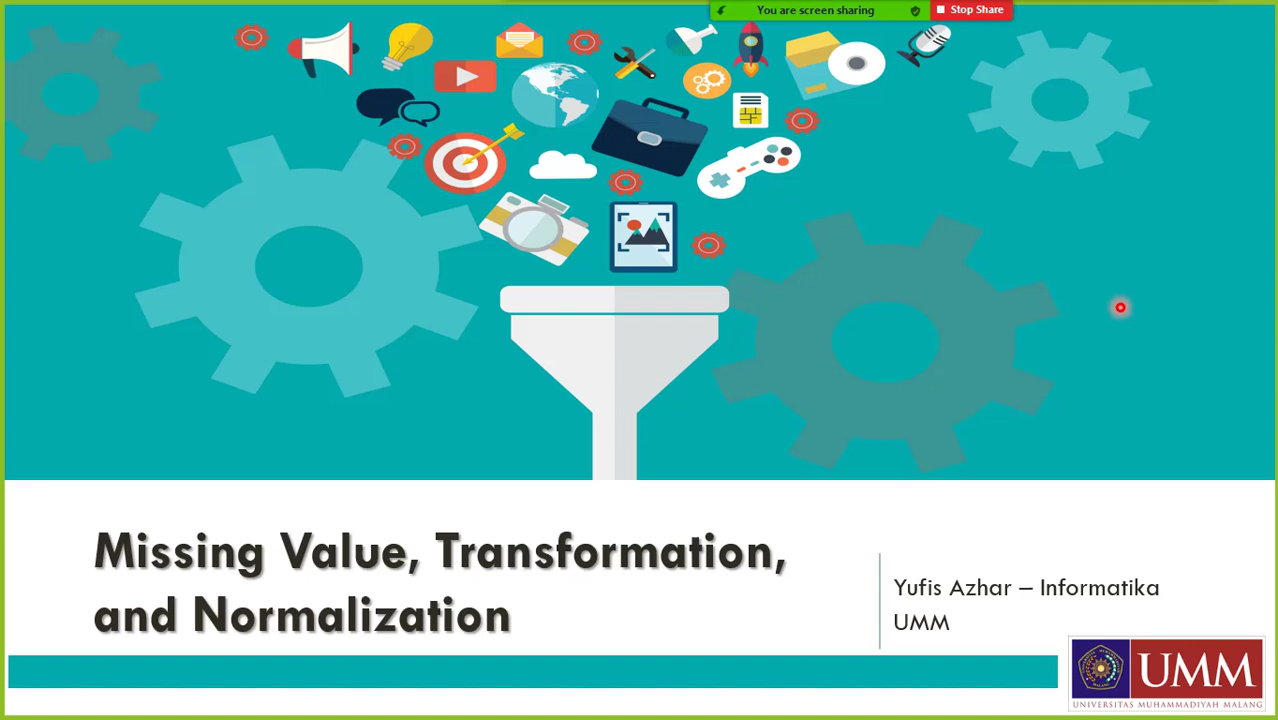 You are screen sharing
Stop Share
Missing Value, Transformation,
and Normalization
Yufis Azhar – Informatika
UMM
UMM
UNIVERSITAS MUHAMMADIYAH MALANG